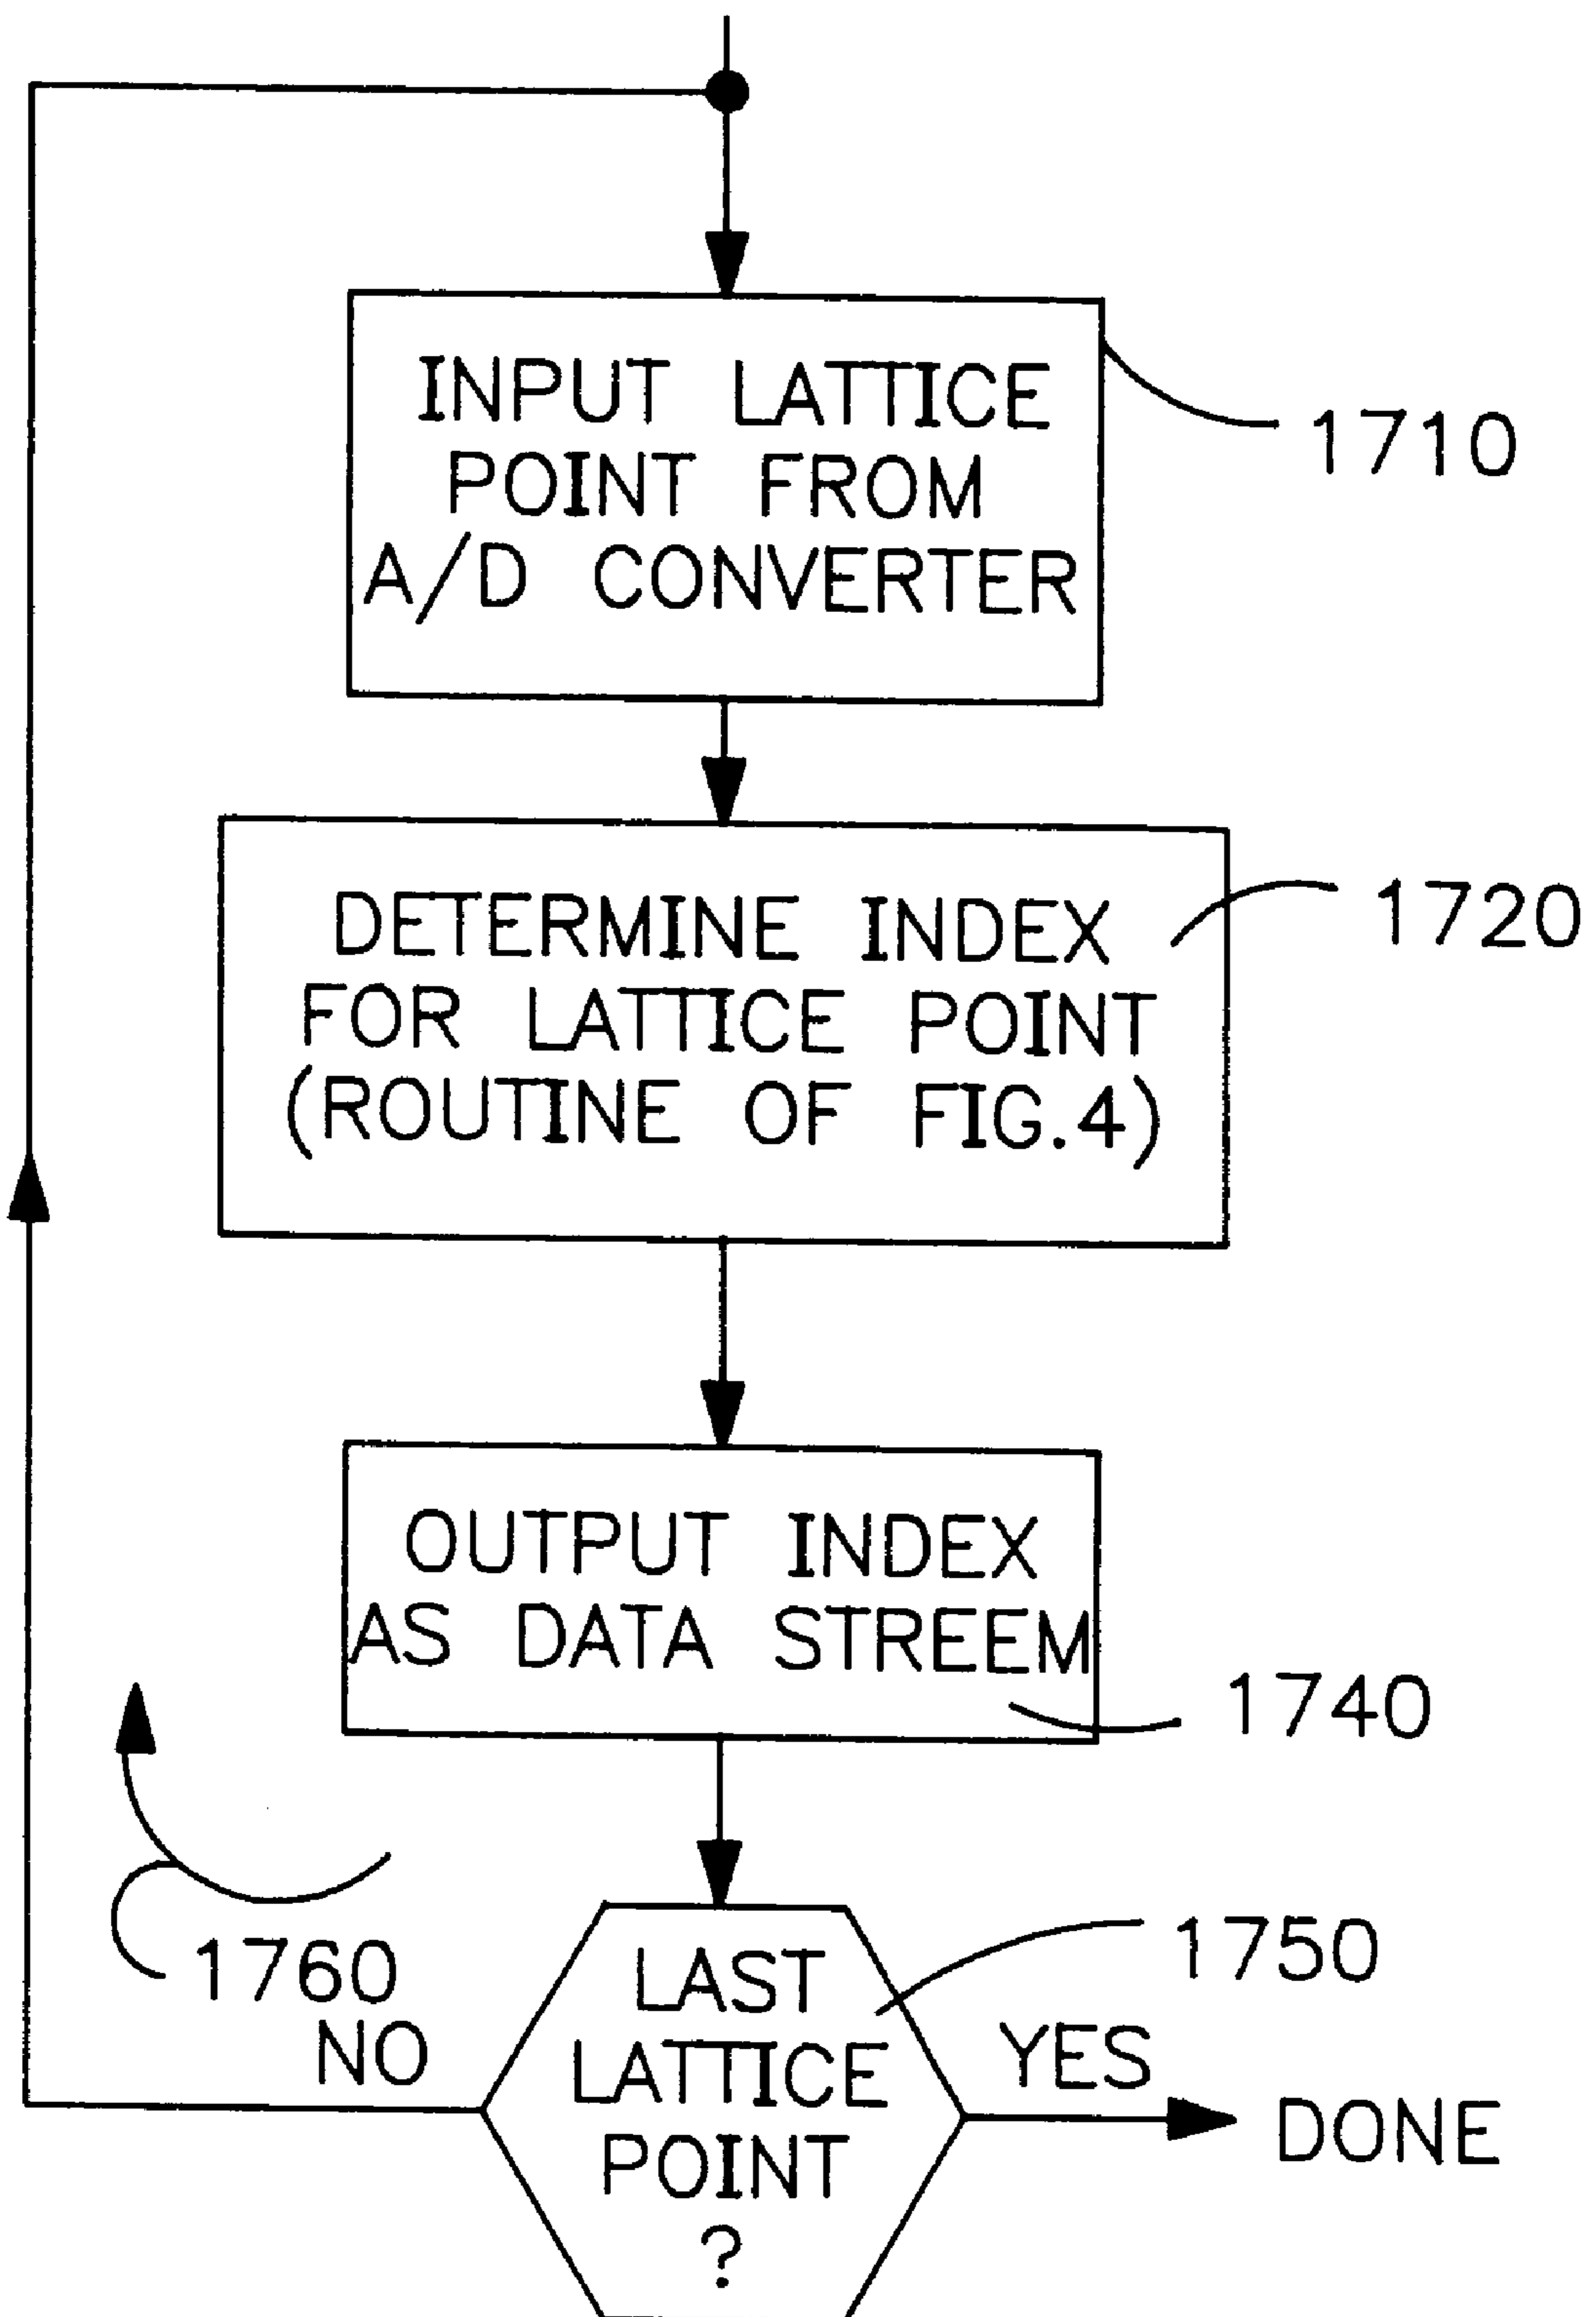 INPUT LATTICE
POINT FROM
A/D CONVERTER
1710
DETERMINE INDEX
FOR LATTICE POINT
(ROUTINE OF FIG.4)
1720
OUTPUT INDEX
AS DATA STREEM
1740
1760
NO
LAST
LATTICE
POINT
?
1750
YES
DONE